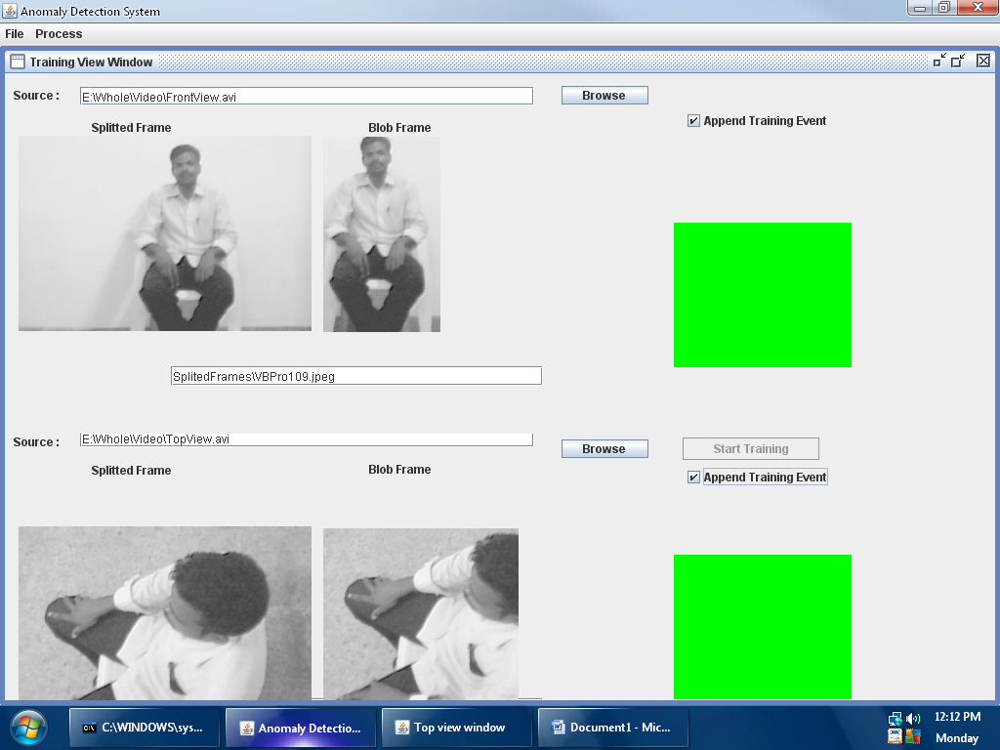 Anomaly Detection System
File Process
Training View Window
Source : E:\Whole\Video\FrontView.avi Browse
Append Training Event
Splitted Frame Blob Frame
SplitedFrames\VBPro109.jpeg
Source : E:\Whole\Video\TopView.avi Browse Start Training
Splitted Frame Blob Frame Append Training Event
C:\WINDOWS\sys... Anomaly Detectio... Top view window Document1 - Mic... 12:12 PM
Monday